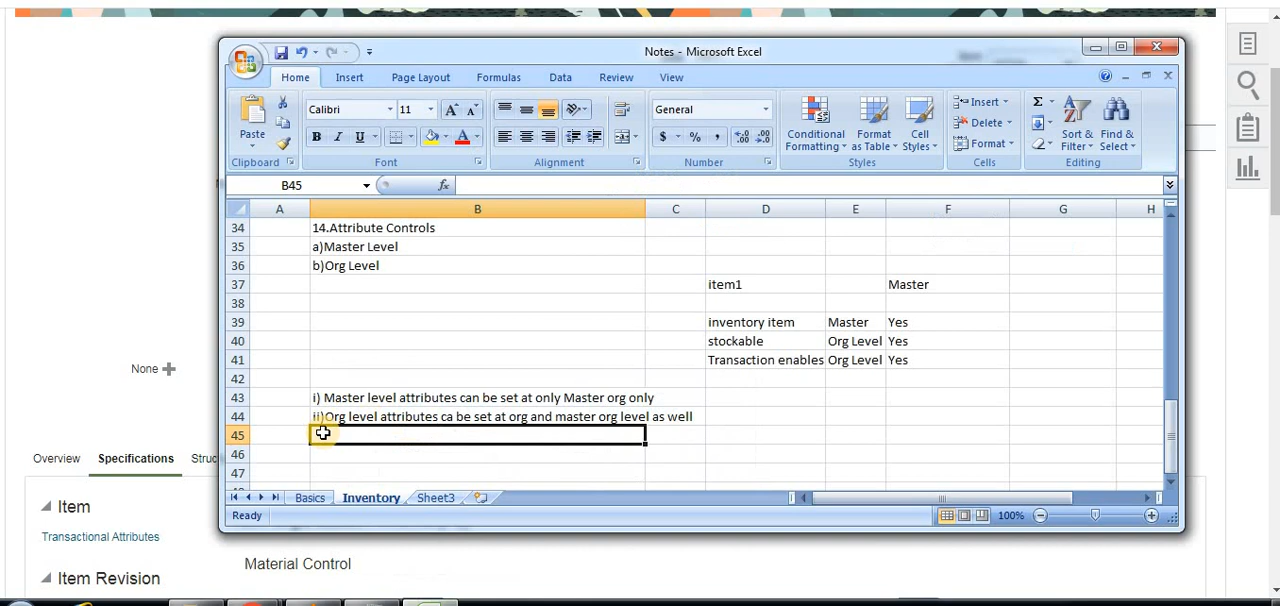 Notes - Microsoft Excel
Home Insert Page Layout Formulas Data Review View
Paste
Calibri 11
General
Conditional Formatting
Format as Table
Cell Styles
Insert
Delete
Format
Sort & Filter
Find & Select
Clipboard Font Alignment Number Styles Cells Editing
B45
A B C D E F G H
34 14.Attribute Controls
35 a)Master Level
36 b)Org Level
37 item1 Master
38
39 inventory item Master Yes
40 stockable Org Level Yes
41 Transaction enables Org Level Yes
42
43 i) Master level attributes can be set at only Master org only
44 ii)Org level attributes ca be set at org and master org level as well
45
46
47
Basics Inventory Sheet3
Ready 100%
None
Overview Specifications Struc
Item
Transactional Attributes
Item Revision
Material Control